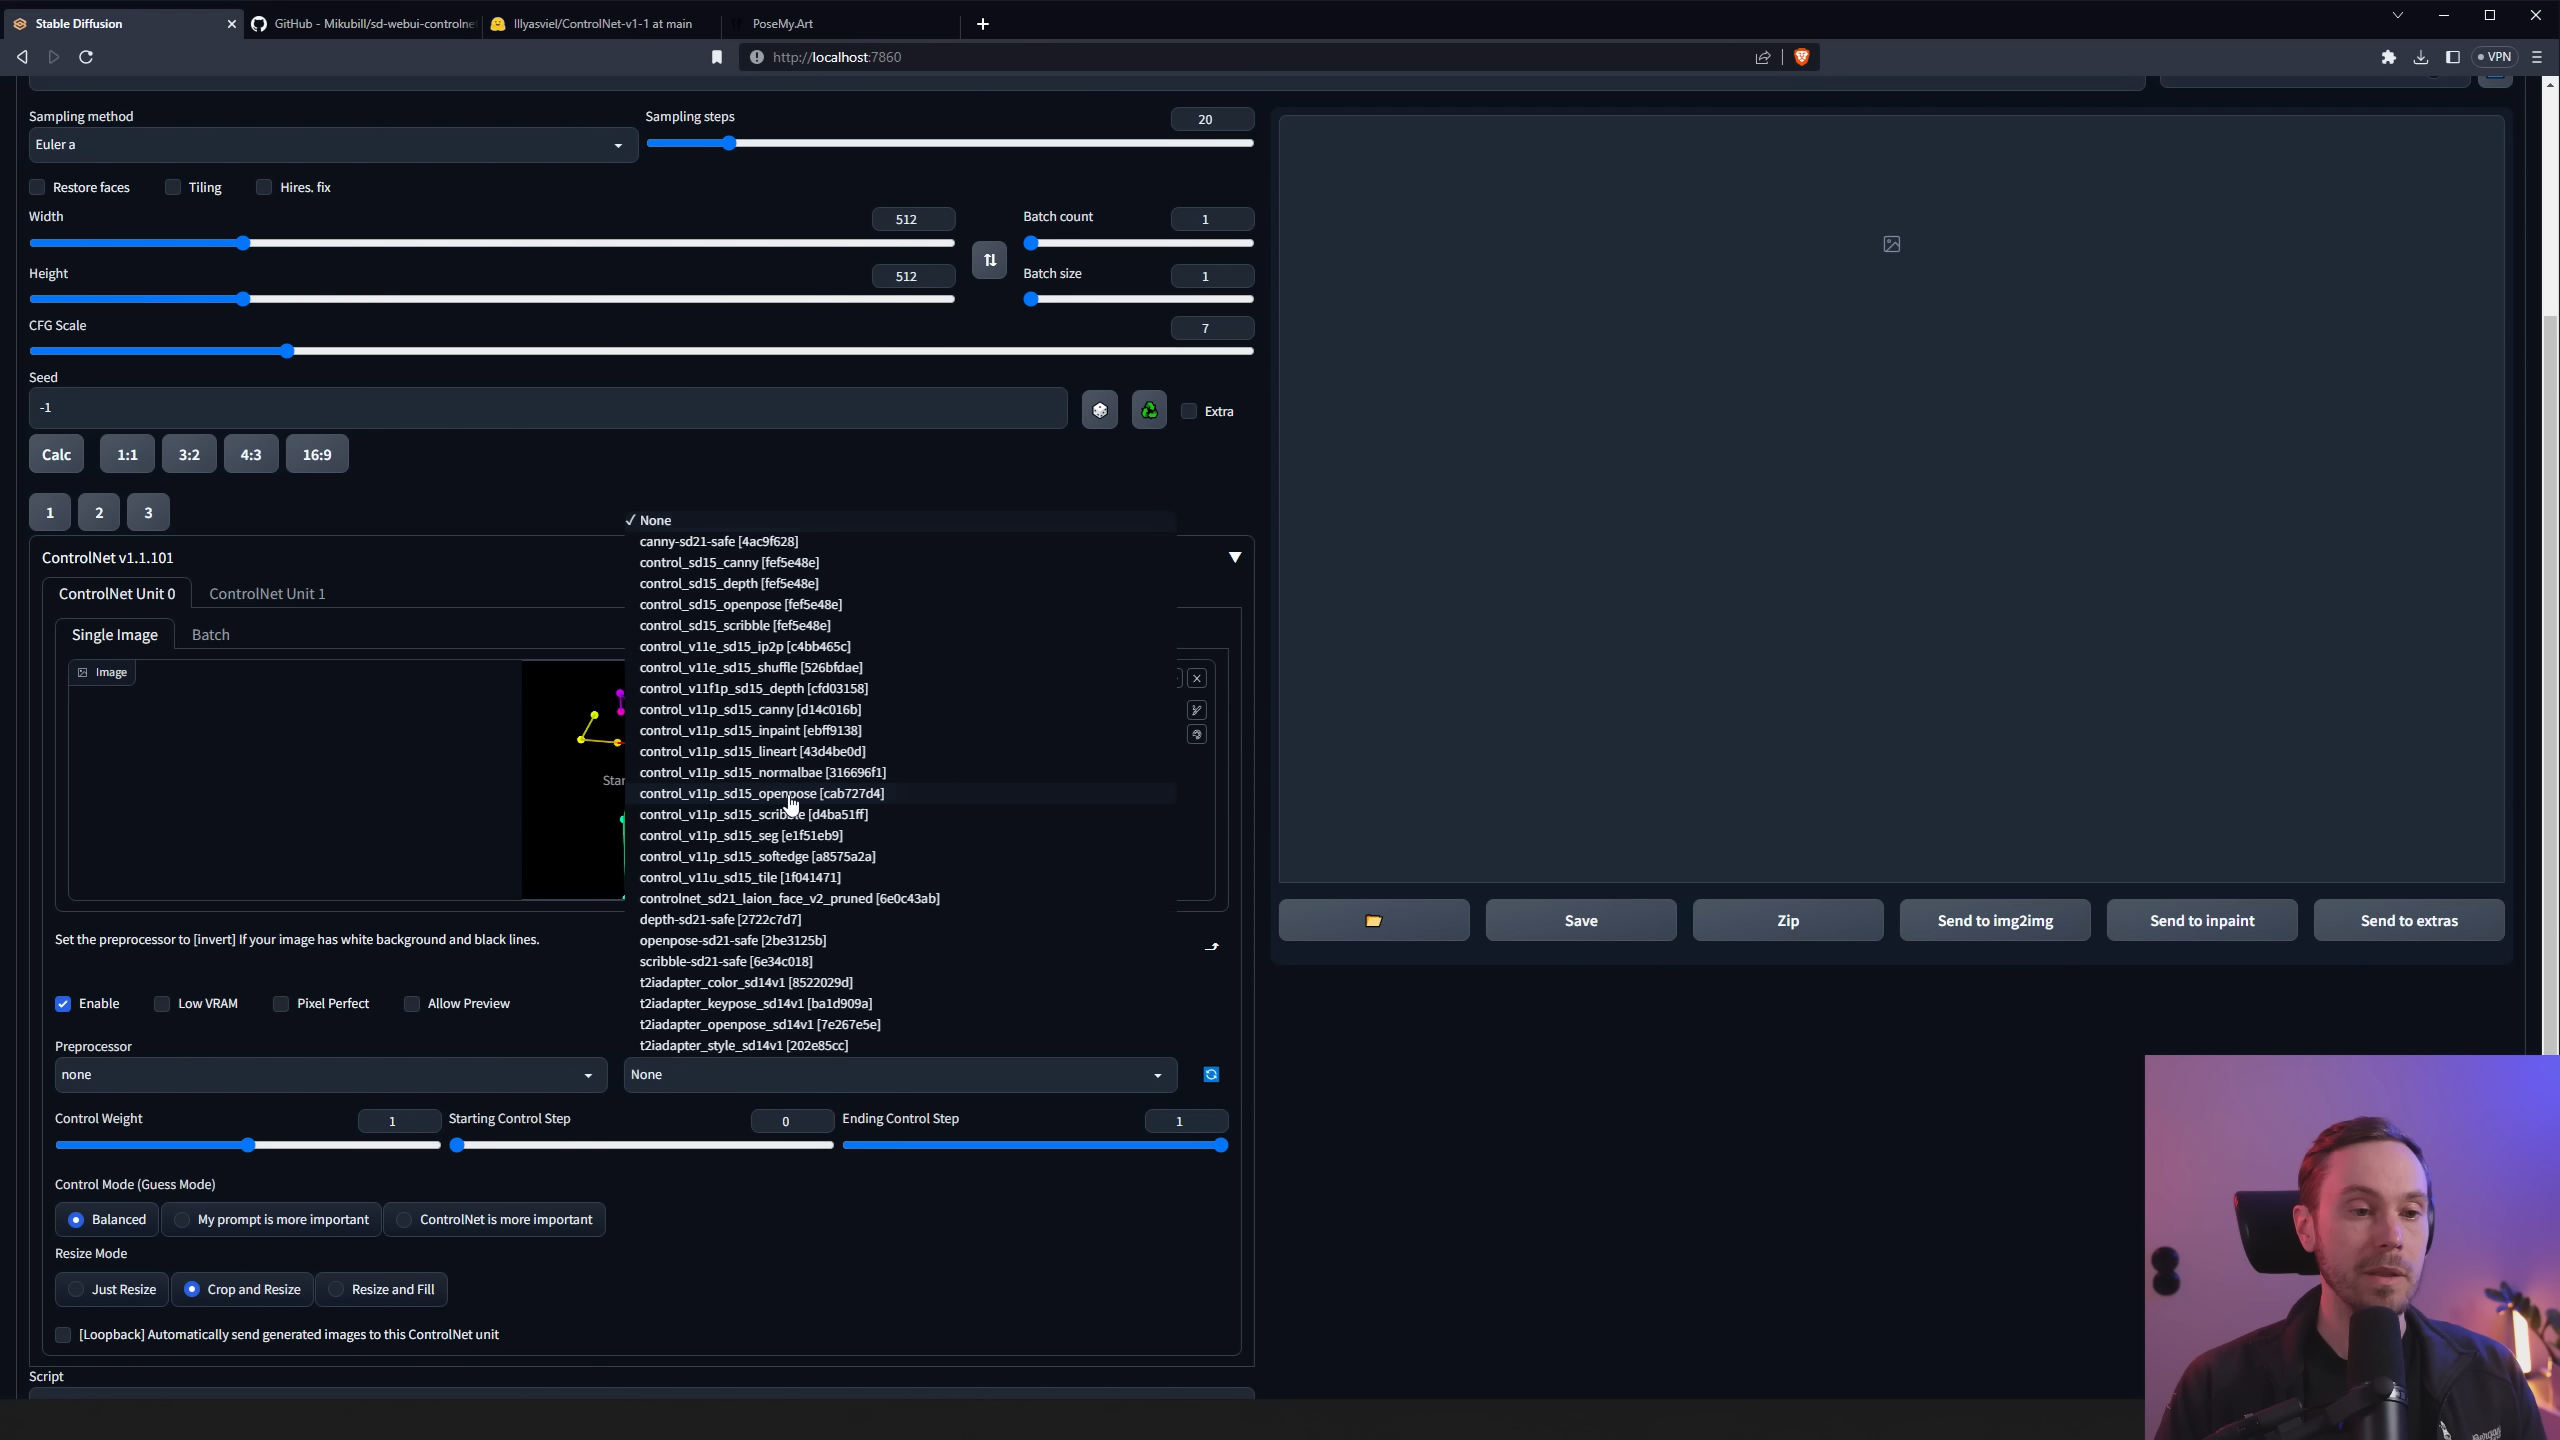 Stable Diffusion
GitHub - Mikubill/sd-webui-controlne
lllyasviel/ControlNet-v1-1 at main
PoseMy.Art
http://localhost:7860
VPN
Sampling method
Euler a
Sampling steps
20
Restore faces
Tiling
Hires. fix
Width
512
Batch count
1
Height
512
Batch size
1
CFG Scale
7
Seed
-1
Extra
Calc
1:1
3:2
4:3
16:9
1
2
3
ControlNet v1.1.101
ControlNet Unit 0
ControlNet Unit 1
Single Image
Batch
Image
Star
✓ None
canny-sd21-safe [4ac9f628]
control_sd15_canny [fef5e48e]
control_sd15_depth [fef5e48e]
control_sd15_openpose [fef5e48e]
control_sd15_scribble [fef5e48e]
control_v11e_sd15_ip2p [c4bb465c]
control_v11e_sd15_shuffle [526bfdae]
control_v11f1p_sd15_depth [cfd03158]
control_v11p_sd15_canny [d14c016b]
control_v11p_sd15_inpaint [ebff9138]
control_v11p_sd15_lineart [43d4be0d]
control_v11p_sd15_normalbae [316696f1]
control_v11p_sd15_openpose [cab727d4]
control_v11p_sd15_scribble [d4ba51ff]
control_v11p_sd15_seg [e1f51eb9]
control_v11p_sd15_softedge [a8575a2a]
control_v11u_sd15_tile [1f041471]
controlnet_sd21_laion_face_v2_pruned [6e0c43ab]
depth-sd21-safe [2722c7d7]
openpose-sd21-safe [2be3125b]
scribble-sd21-safe [6e34c018]
t2iadapter_color_sd14v1 [8522029d]
t2iadapter_keypose_sd14v1 [ba1d909a]
t2iadapter_openpose_sd14v1 [7e267e5e]
t2iadapter_style_sd14v1 [202e85cc]
Save
Zip
Send to img2img
Send to inpaint
Send to extras
Set the preprocessor to [invert] If your image has white background and black lines.
Enable
Low VRAM
Pixel Perfect
Allow Preview
Preprocessor
none
None
Control Weight
1
Starting Control Step
0
Ending Control Step
1
Control Mode (Guess Mode)
Balanced
My prompt is more important
ControlNet is more important
Resize Mode
Just Resize
Crop and Resize
Resize and Fill
[Loopback] Automatically send generated images to this ControlNet unit
Script